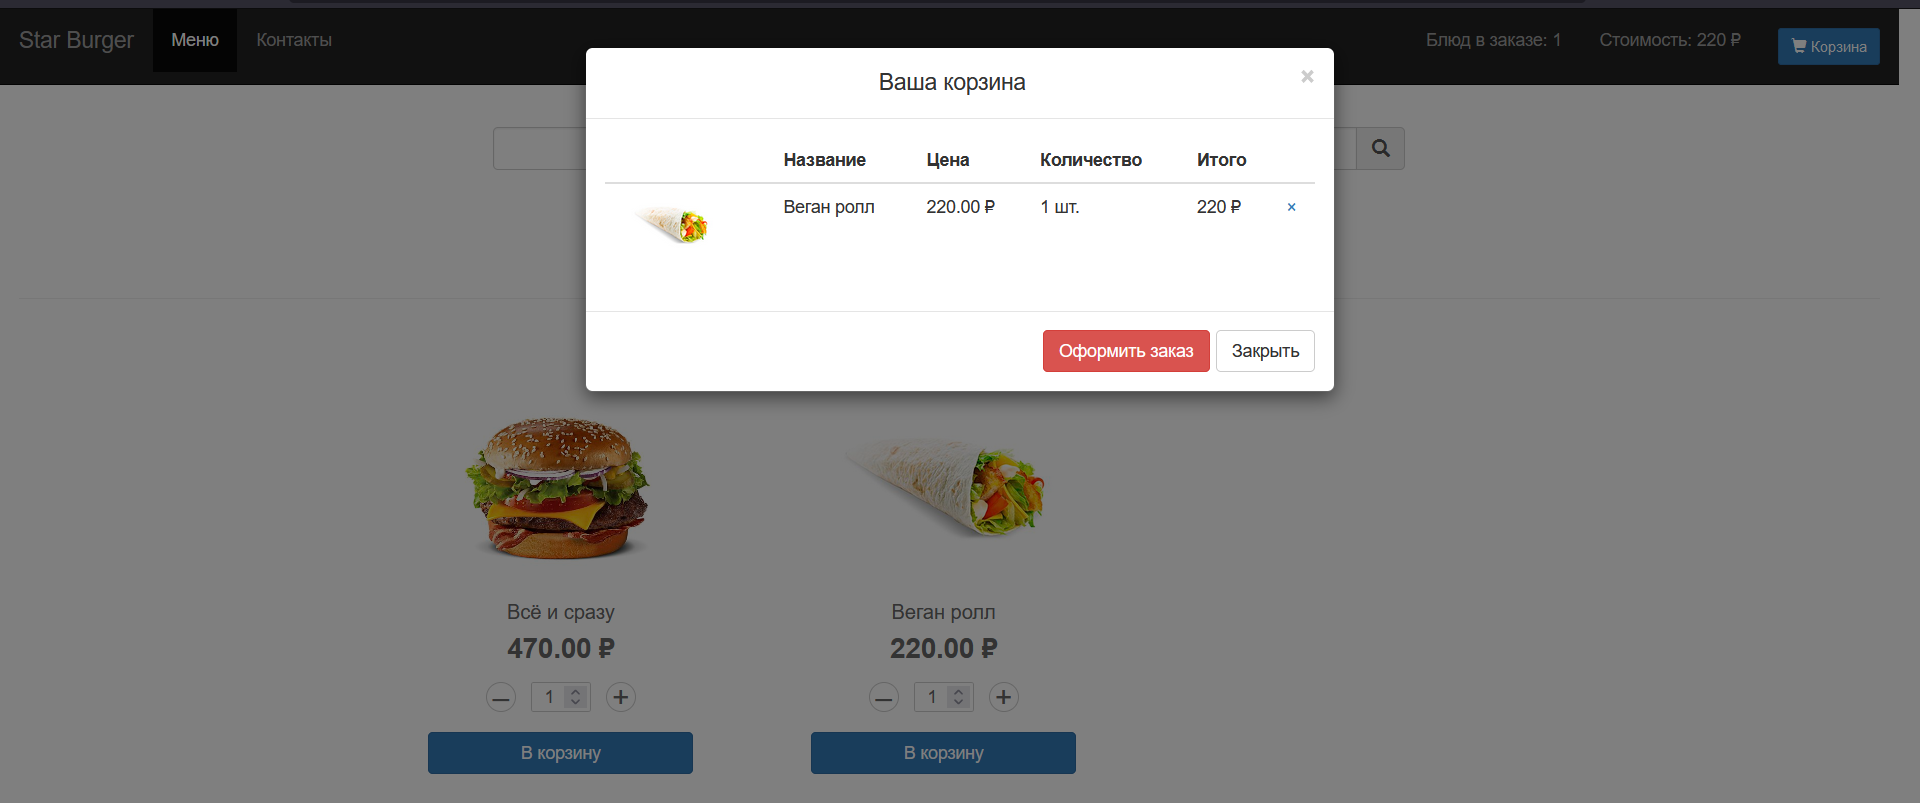 Star Burger Меню Контакты Блюд в заказе: 1 Стоимость: 220 ₽ Корзина
Ваша корзина ×
Название Цена Количество Итого
Веган ролл 220.00 ₽ 1 шт. 220 ₽ ×
Оформить заказ Закрыть
Всё и сразу Веган ролл
470.00 ₽ 220.00 ₽
1 1
В корзину В корзину